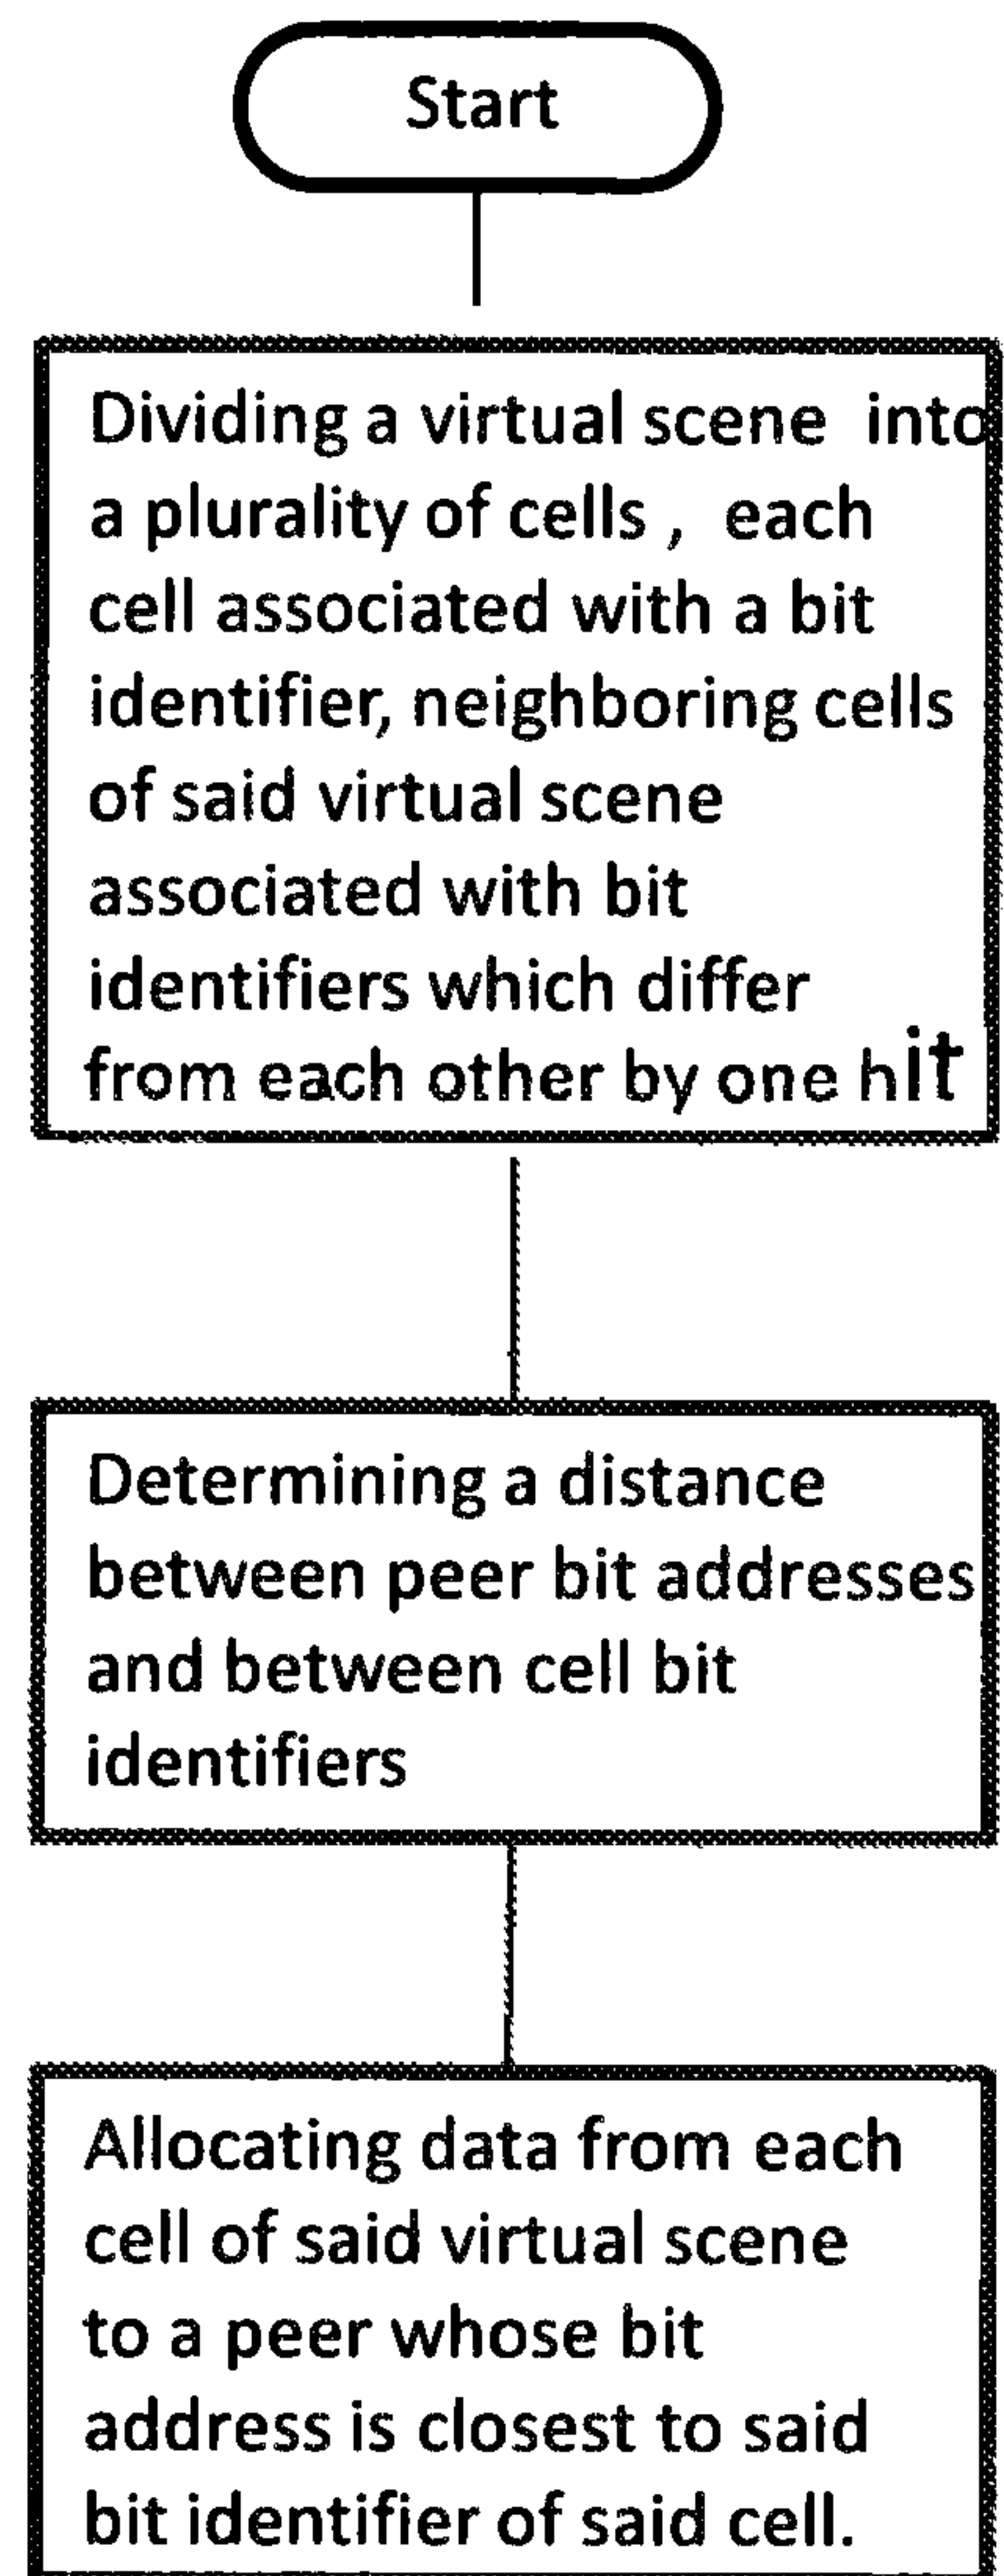 Start
Dividing a virtual scene into
a plurality of cells , each
cell associated with a bit
identifier, neighboring cells
of said virtual scene
associated with bit
identifiers which differ
from each other by one hit
Determining a distance
between peer bit addresses
and between cell bit
identifiers
Allocating data from each
cell of said virtual scene
to a peer whose bit
address is closest to said
bit identifier of said cell.